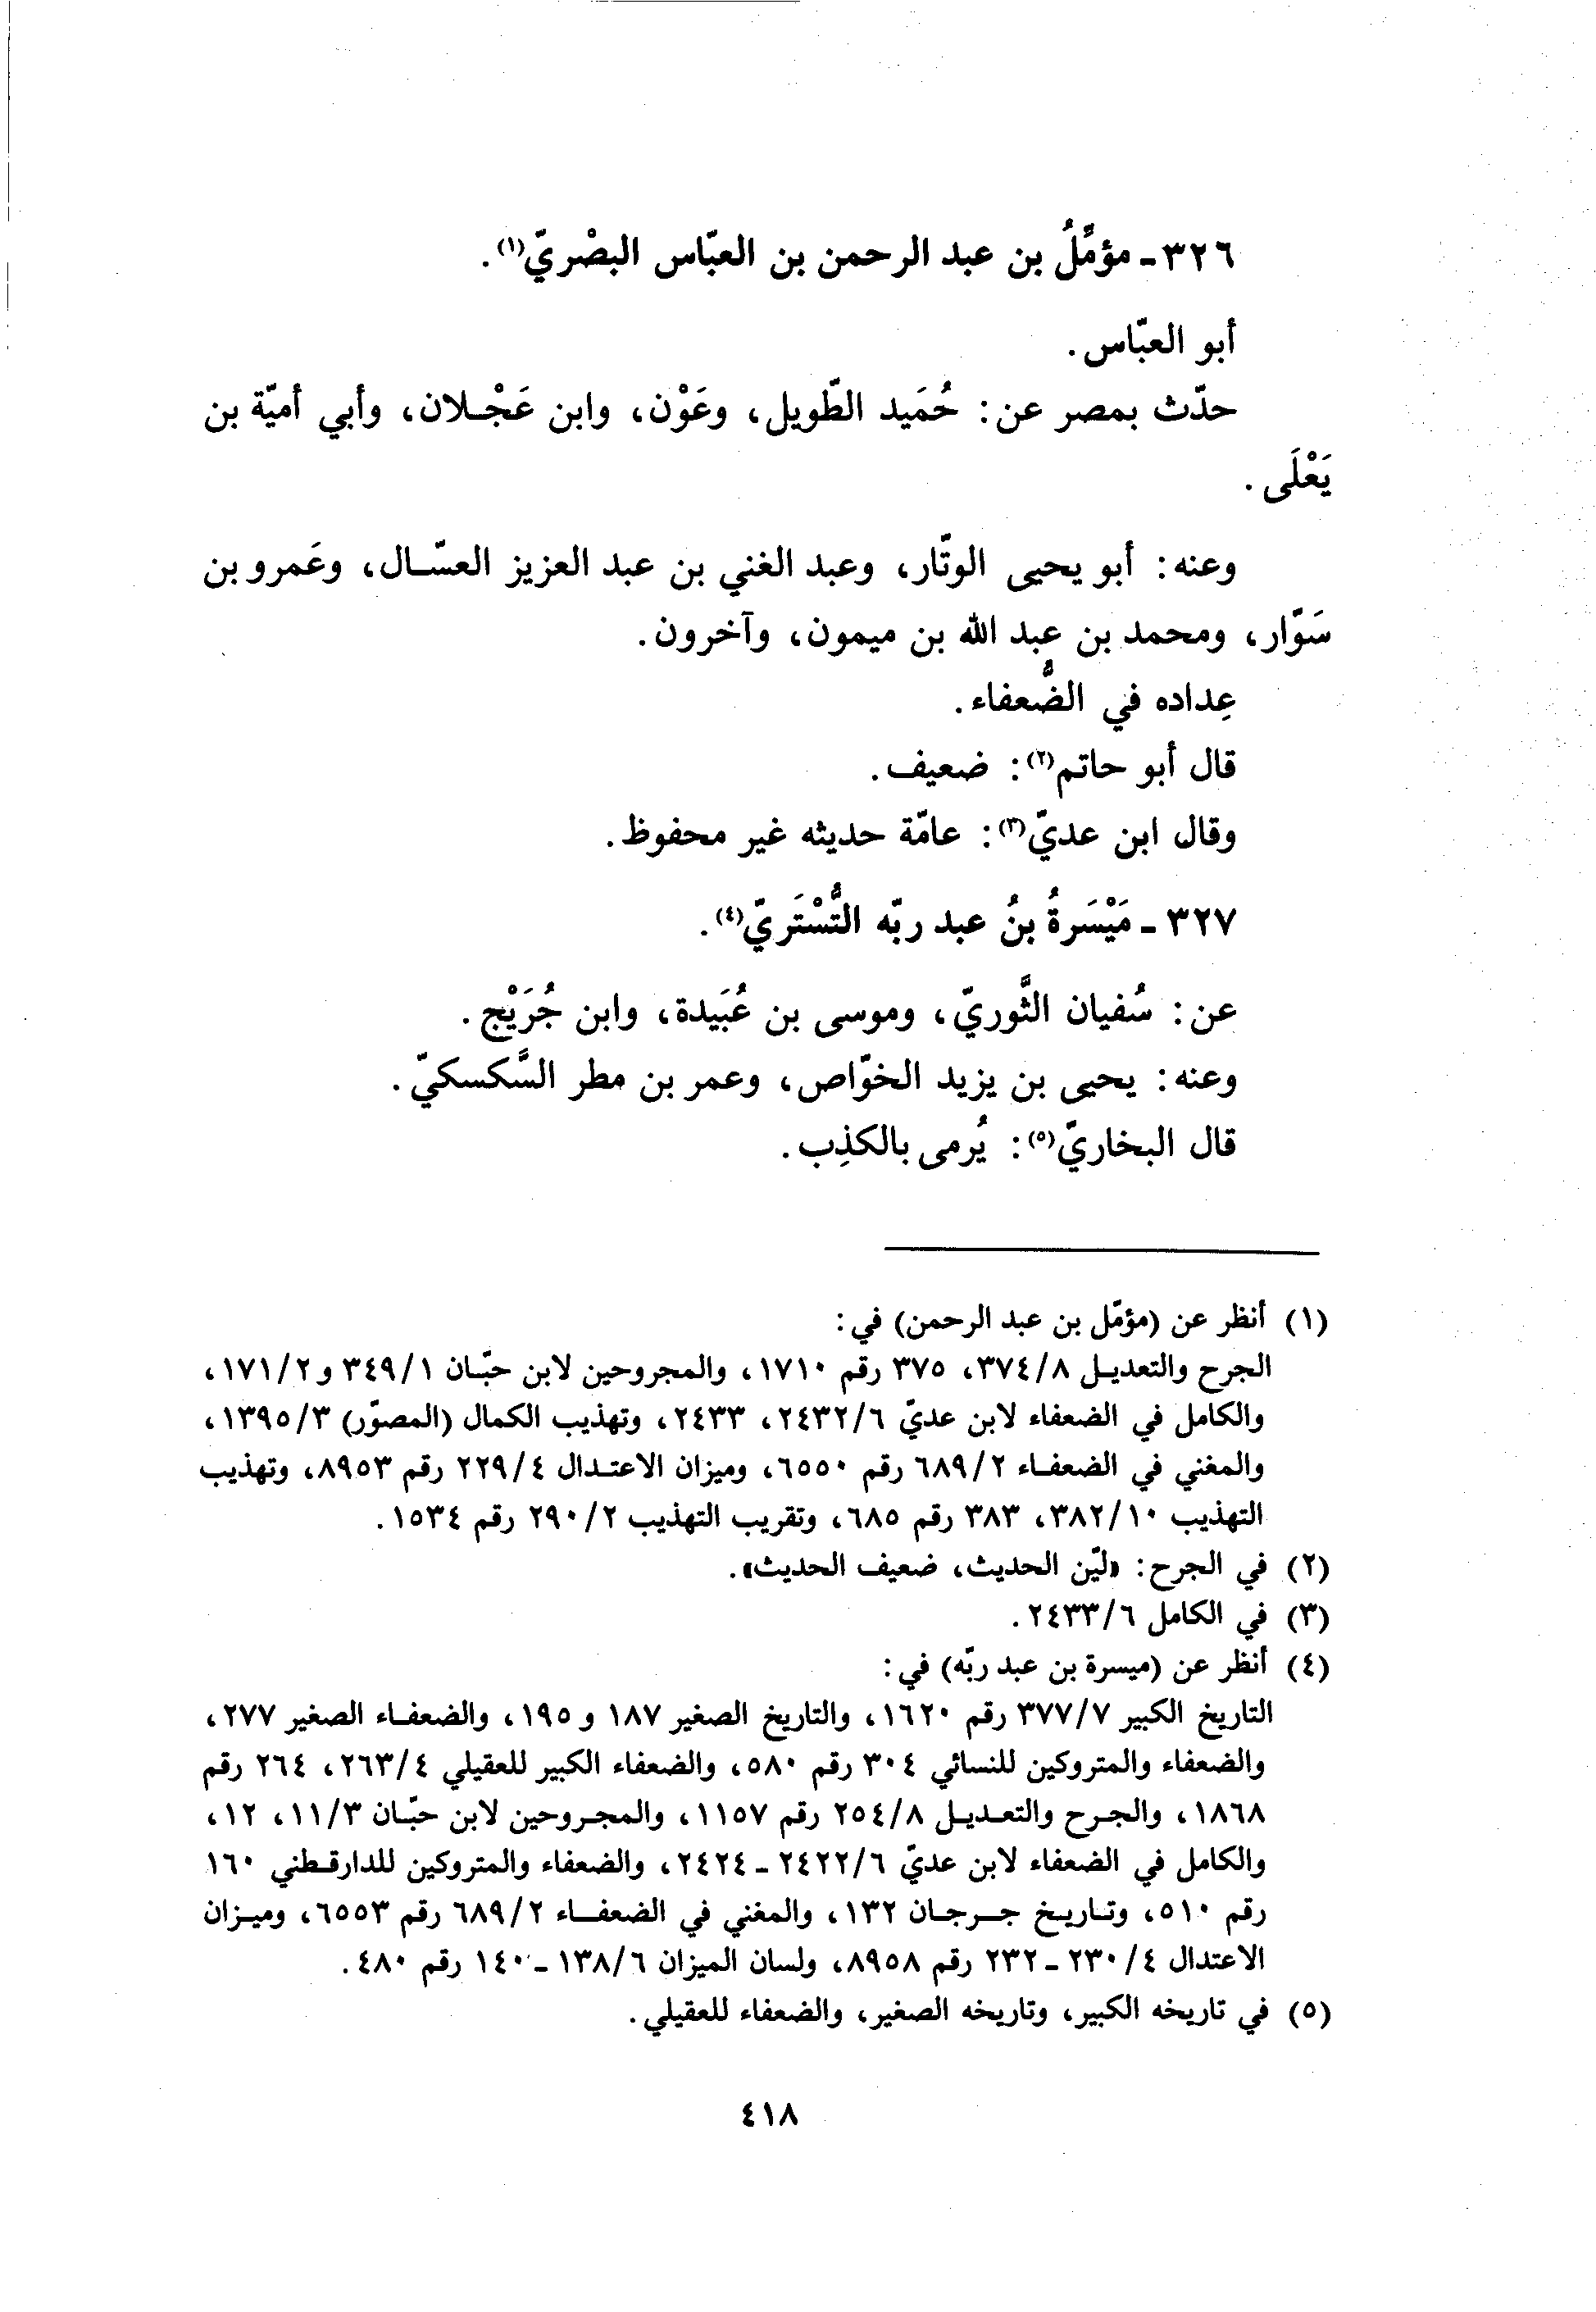 ٣٢٦ - مؤمِّلُ بن عبد الرحمن بن العبّاس البصْريّ(١).
أبو العبّاس.
حدّث بمصر عن: حُمَيد الطّويل، وعَوْن، وابن عَجْلان، وأبي أميّة بن
يَعْلَى.
وعنه: أبو يحيى الوتّار، وعبد الغني بن عبد العزيز العسّال، وعَمرو بن
سَوّار، ومحمد بن عبد الله بن ميمون، وآخرون.
عِداده في الضُّعفاء.
قال أبو حاتم(٢): ضعيف.
وقال ابن عديّ(٣): عامّة حديثه غير محفوظ.
٣٢٧ - مَيْسَرةُ بنُ عبد ربّه التُّسْتَريّ(٤).
عن: سُفيان الثَّوريّ، وموسى بن عُبَيدة، وابن جُرَيْج.
وعنه: يحيى بن يزيد الخوّاص، وعمر بن مطر السَّكسكيّ.
قال البخاريّ(٥): يُرمى بالكذِب.
(١) أنظر عن (مؤمّل بن عبد الرحمن) في:
الجرح والتعديل ٣٧٤/٨، ٣٧٥ رقم ١٧١٠، والمجروحين لابن حبّان ٣٤٩/١ و١٧١/٢،
والكامل في الضعفاء لابن عديّ ٢٤٣٢/٦، ٢٤٣٣، وتهذيب الكمال (المصوّر) ١٣٩٥/٣،
والمغني في الضعفاء ٦٨٩/٢ رقم ٦٥٥٠، وميزان الاعتدال ٢٢٩/٤ رقم ٨٩٥٣، وتهذيب
التهذيب ٣٨٢/١٠، ٣٨٣ رقم ٦٨٥، وتقريب التهذيب ٢٩٠/٢ رقم ١٥٣٤.
(٢) في الجرح: «ليّن الحديث، ضعيف الحديث».
(٣) في الكامل ٢٤٣٣/٦.
(٤) أنظر عن (ميسرة بن عبد ربّه) في:
التاريخ الكبير ٣٧٧/٧ رقم ١٦٢٠، والتاريخ الصغير ١٨٧ و١٩٥، والضعفاء الصغير ٢٧٧،
والضعفاء والمتروكين للنسائي ٣٠٤ رقم ٥٨٠، والضعفاء الكبير للعقيلي ٢٦٣/٤، ٢٦٤ رقم
١٨٦٨، والجرح والتعديل ٢٥٤/٨ رقم ١١٥٧، والمجروحين لابن حبّان ١١/٣، ١٢،
والكامل في الضعفاء لابن عديّ ٢٤٢٢/٦ - ٢٤٢٤، والضعفاء والمتروكين للدارقطني ١٦٠
رقم ٥١٠، وتاريخ جرجان ١٣٢، والمغني في الضعفاء ٦٨٩/٢ رقم ٦٥٥٣، وميزان
الاعتدال ٢٣٠/٤ - ٢٣٢ رقم ٨٩٥٨، ولسان الميزان ١٣٨/٦ - ١٤٠ رقم ٤٨٠.
(٥) في تاريخه الكبير، وتاريخه الصغير، والضعفاء للعقيلي.
٤١٨